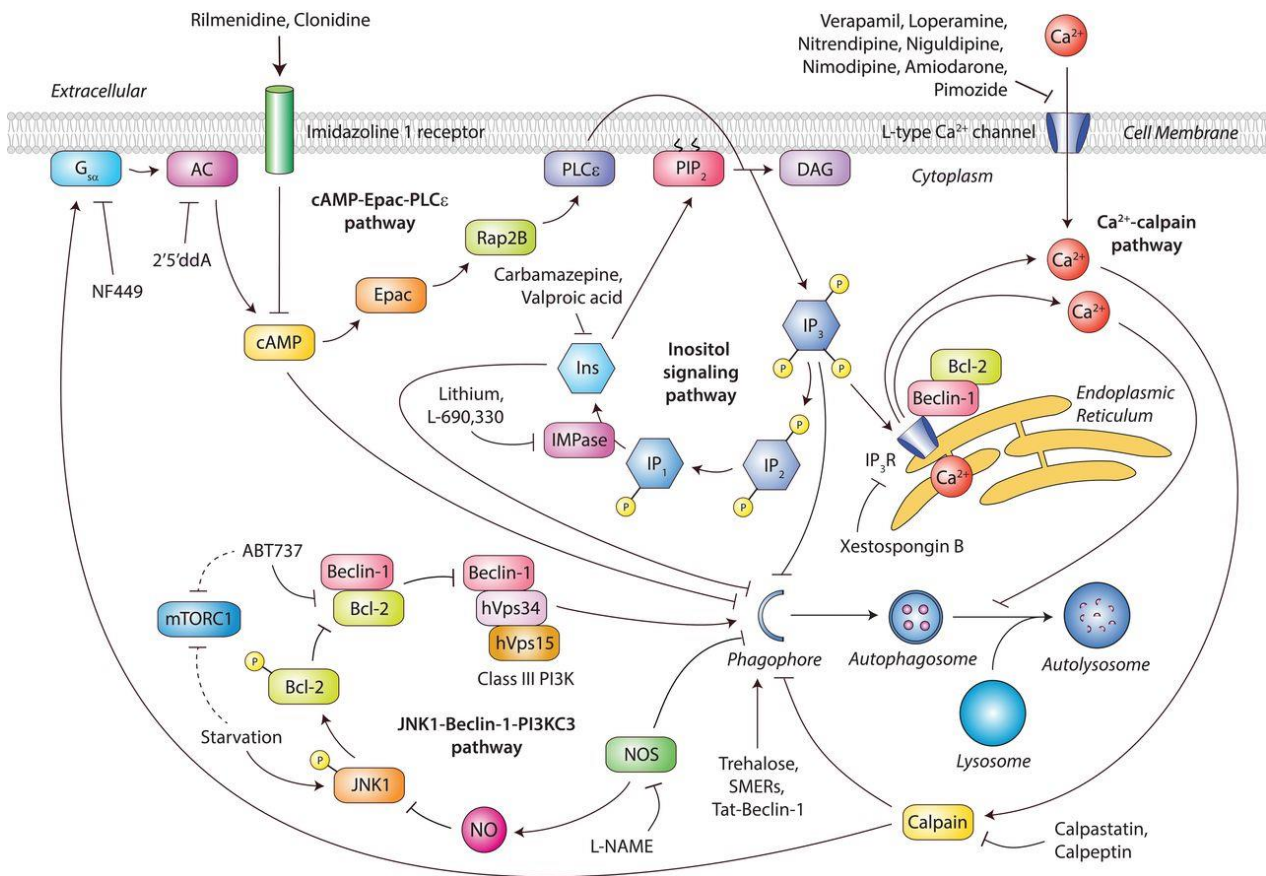 Rilmenidine, Clonidine
Verapamil, Loperamine,
Nitrendipine, Niguldipine,
Nimodipine, Amiodarone,
Pimozide
Ca²⁺
Extracellular
Imidazoline 1 receptor
L-type Ca²⁺ channel
Cell Membrane
Gsα
AC
PLCε
PIP₂
DAG
Cytoplasm
cAMP-Epac-PLCε
pathway
Ca²⁺-calpain
pathway
2'5'ddA
NF449
Rap2B
Epac
Carbamazepine,
Valproic acid
cAMP
Ca²⁺
Ca²⁺
P
IP₃
P
P
Ins
Inositol
signaling
pathway
Bcl-2
Beclin-1
Endoplasmic
Reticulum
Lithium,
L-690,330
IMPase
IP₁
P
IP₂
P
IP₃R
Ca²⁺
Xestospongin B
ABT737
Beclin-1
Bcl-2
Beclin-1
hVps34
hVps15
Class III PI3K
mTORC1
P
Bcl-2
Phagophore
Autophagosome
Autolysosome
Lysosome
Starvation
JNK1-Beclin-1-PI3KC3
pathway
P
JNK1
NOS
NO
L-NAME
Trehalose,
SMERs,
Tat-Beclin-1
Calpain
Calpastatin,
Calpeptin